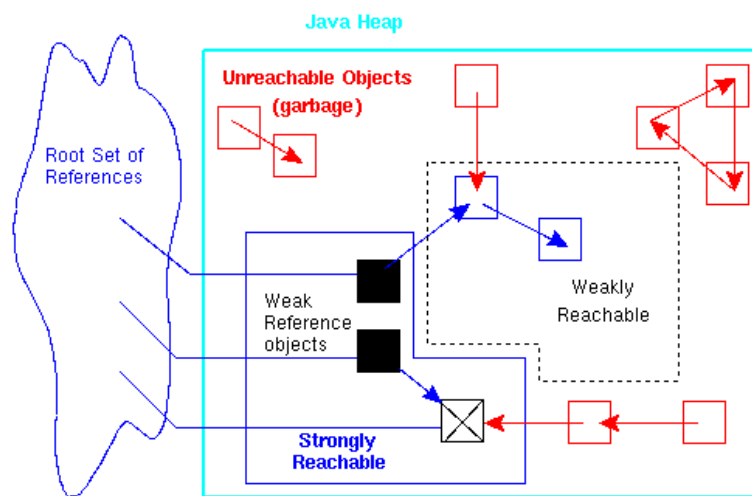 Java Heap
Unreachable Objects
(garbage)
Root Set of
References
Weak
Reference
objects
Weakly
Reachable
Strongly
Reachable